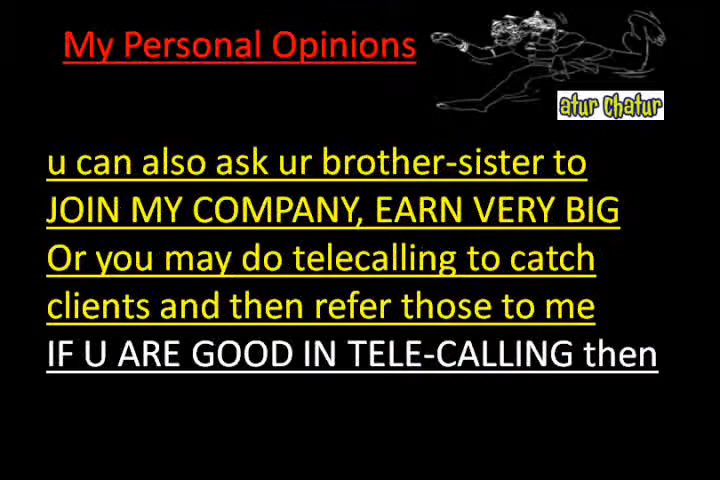 My Personal Opinions
atur chatur
u can also ask ur brother-sister to
JOIN MY COMPANY, EARN VERY BIG
Or you may do telecalling to catch
clients and then refer those to me
IF U ARE GOOD IN TELE-CALLING then